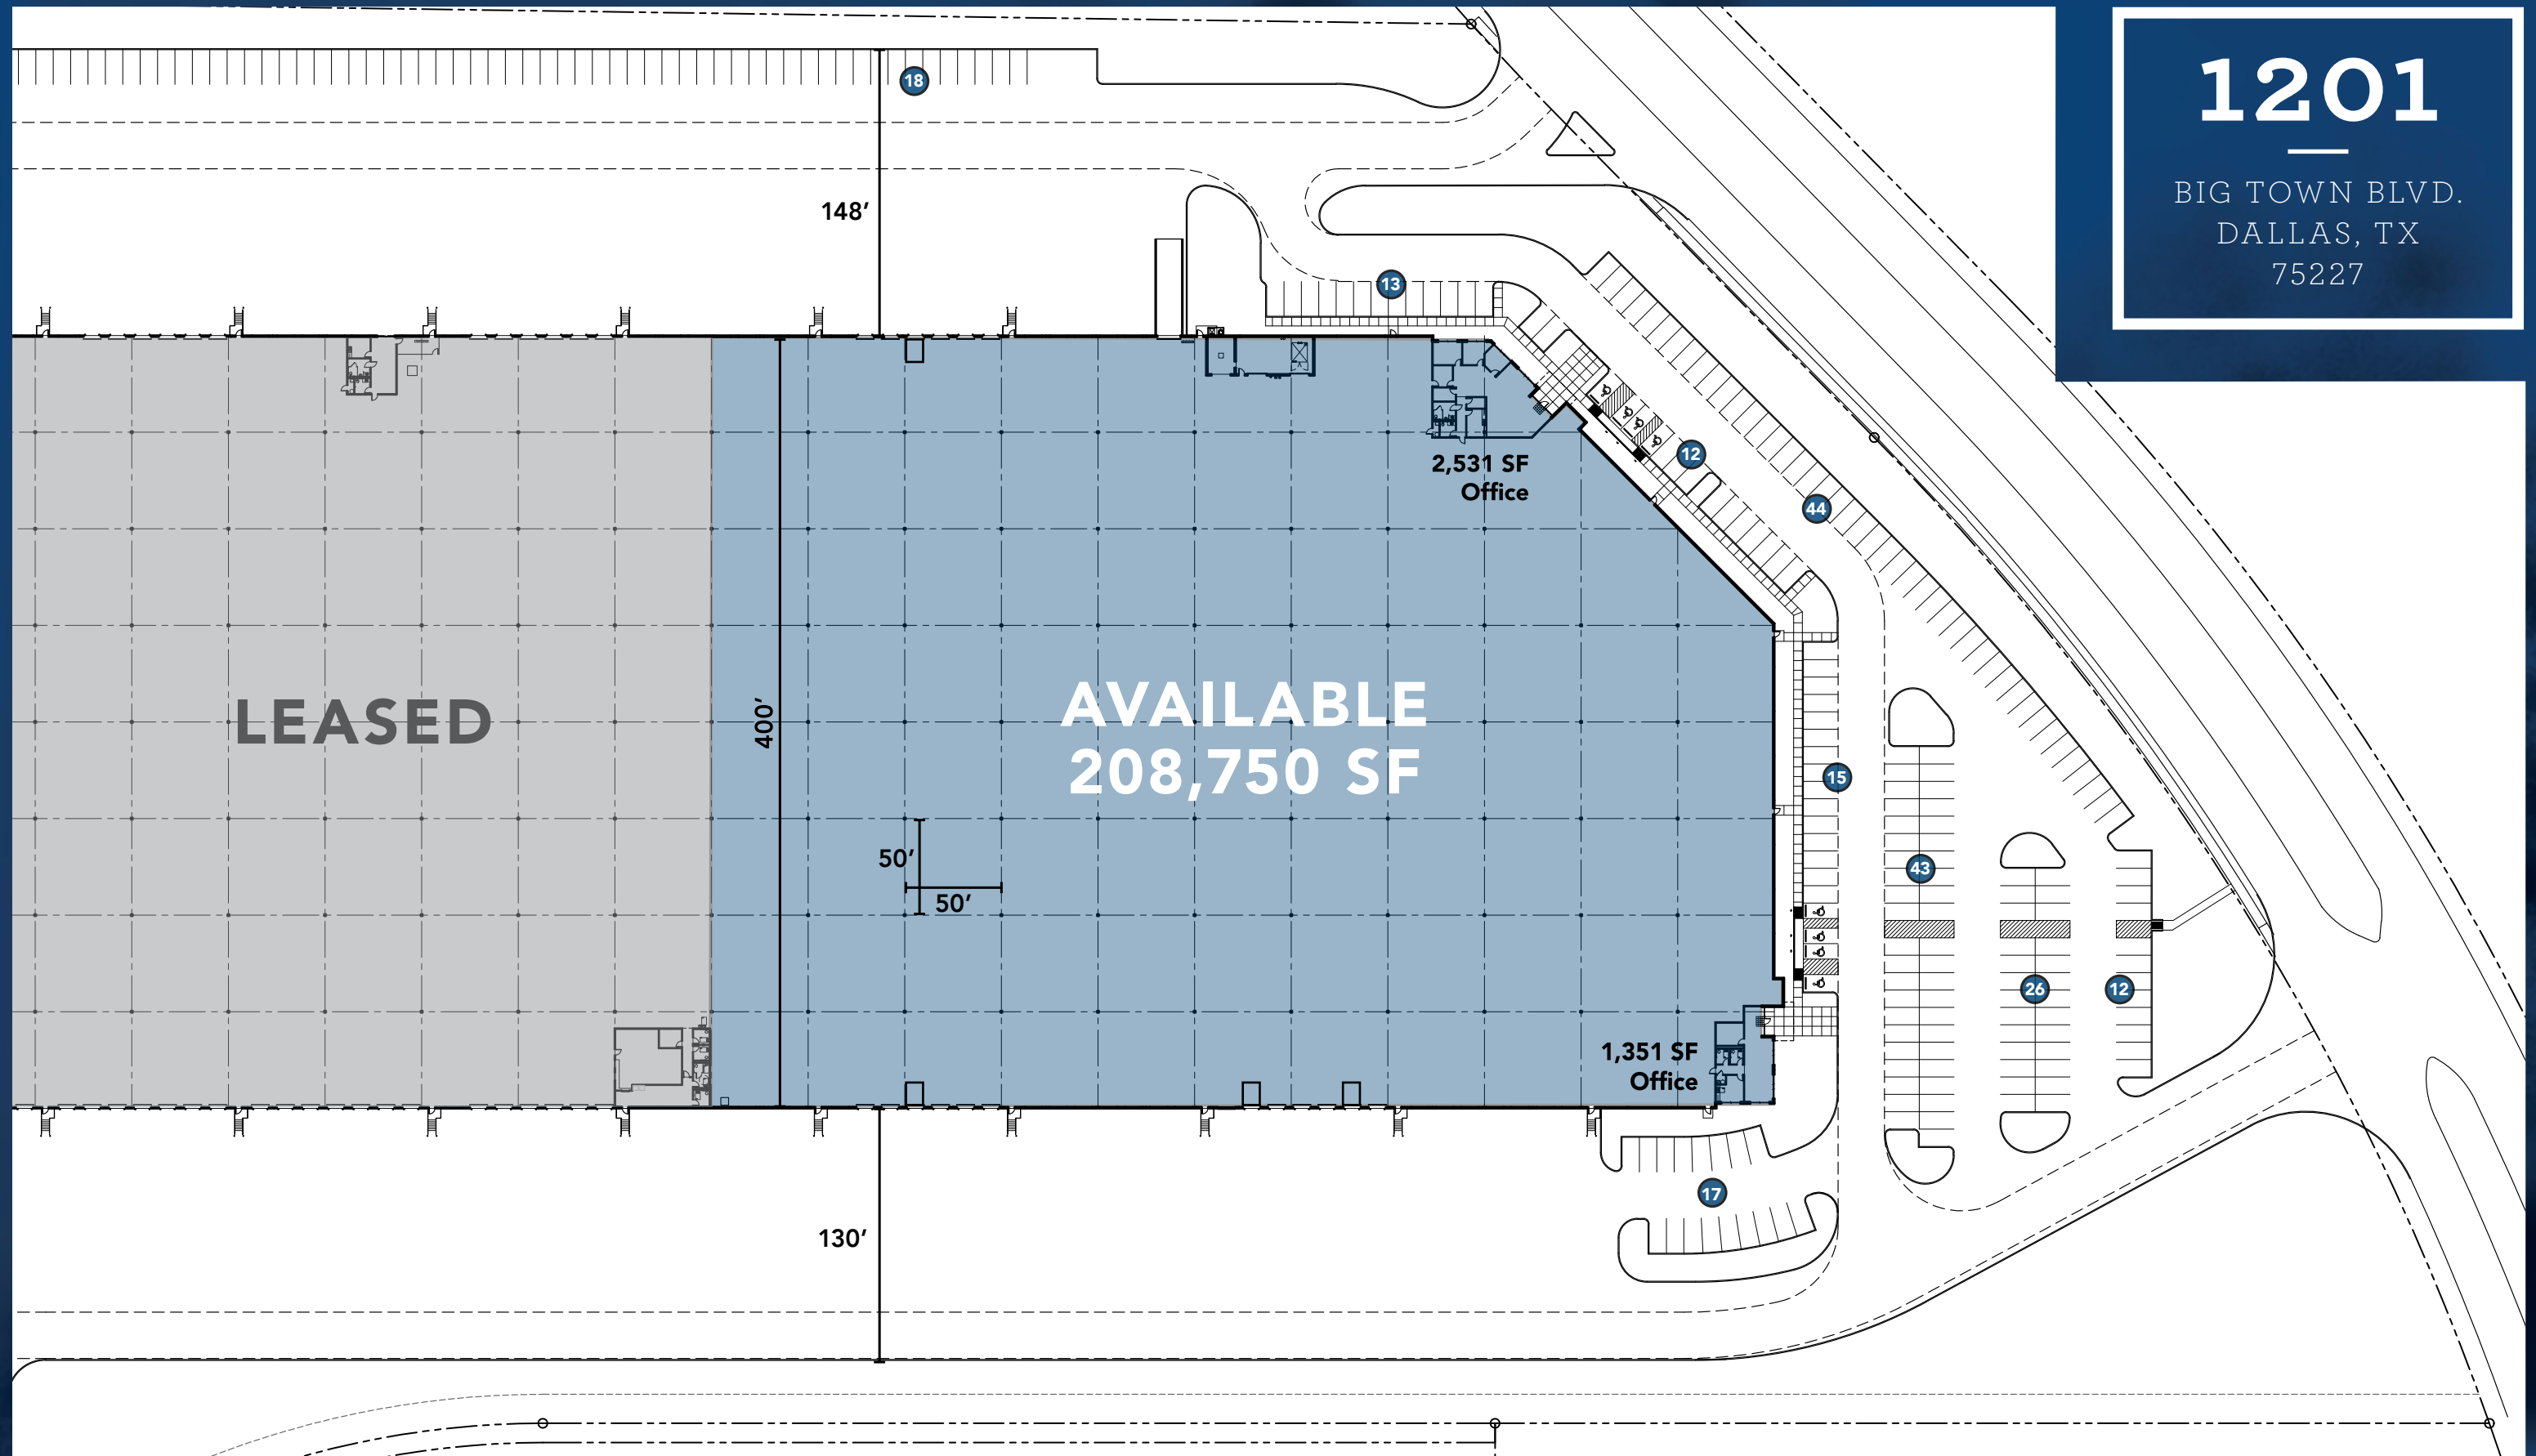 1201
BIG TOWN BLVD.
DALLAS, TX
75227
18
148’
13
12
44
2,531 SF
Office
LEASED
400’
AVAILABLE
208,750 SF
15
50’
50’
43
26
12
1,351 SF
Office
17
130’